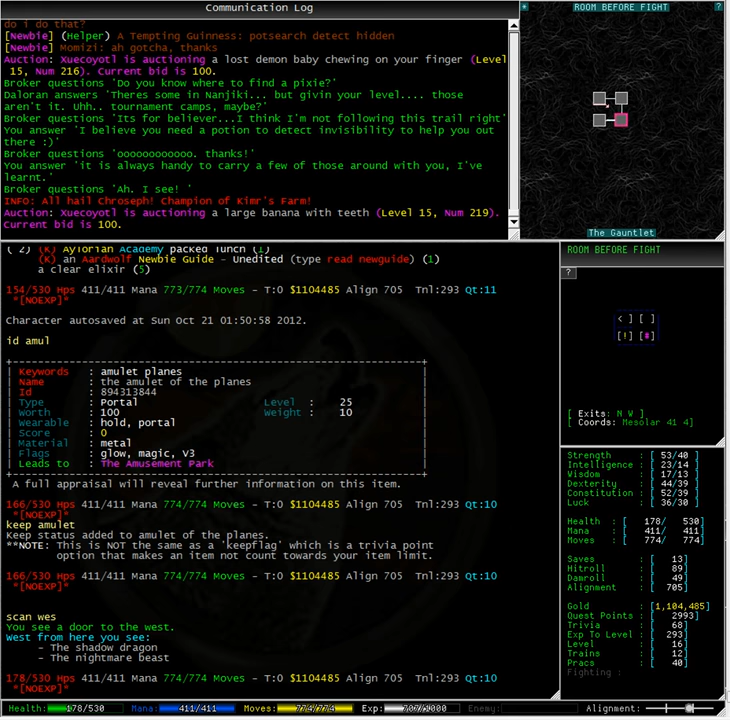 Communication Log
do i do that?
[Newbie] (Helper) A Tempting Guinness: potsearch detect hidden
[Newbie] Momizi: ah gotcha, thanks
Auction: Xuecoyotl is auctioning a lost demon baby chewing on your finger (Level
15, Num 216). Current bid is 100.
Broker questions 'Do you know where to find a pixie?'
Daloran answers 'Theres some in Nanjiki... but givin your level.... those
aren't it. Uhh.. tournament camps, maybe?'
Broker questions 'Its for believer...I think I'm not following this trail right'
You answer 'I believe you need a potion to detect invisibility to help you out
there :)'
Broker questions 'oooooooooooo. thanks!'
You answer 'it is always handy to carry a few of those around with you, I've
learnt.'
Broker questions 'Ah. I see! '
INFO: All hail Chroseph! Champion of Kimr's Farm!
Auction: Xuecoyotl is auctioning a large banana with teeth (Level 15, Num 219).
Current bid is 100.
ROOM BEFORE FIGHT
?
The Gauntlet
( 2) (K) Aylorian Academy packed lunch (1)
(K) an Aardwolf Newbie Guide - Unedited (type read newguide) (1)
a clear elixir (5)
154/530 Hps 411/411 Mana 773/774 Moves - T:0 $1104485 Align 705 Tnl:293 Qt:11
*[NOEXP]*
Character autosaved at Sun Oct 21 01:50:58 2012.
id amul
+-----------------------------------------------------------------+
| Keywords : amulet planes |
| Name : the amulet of the planes |
| Id : 894313844 |
| Type : Portal Level : 25 |
| Worth : 100 Weight : 10 |
| Wearable : hold, portal |
| Score : 0 |
| Material : metal |
| Flags : glow, magic, V3 |
| Leads to : The Amusement Park |
+-----------------------------------------------------------------+
A full appraisal will reveal further information on this item.
166/530 Hps 411/411 Mana 774/774 Moves - T:0 $1104485 Align 705 Tnl:293 Qt:10
*[NOEXP]*
keep amulet
Keep status added to amulet of the planes.
**NOTE: This is NOT the same as a 'keepflag' which is a trivia point
option that makes an item not count towards your item limit.
166/530 Hps 411/411 Mana 774/774 Moves - T:0 $1104485 Align 705 Tnl:293 Qt:10
*[NOEXP]*
scan wes
You see a door to the west.
West from here you see:
- The shadow dragon
- The nightmare beast
178/530 Hps 411/411 Mana 774/774 Moves - T:0 $1104485 Align 705 Tnl:293 Qt:10
*[NOEXP]*
ROOM BEFORE FIGHT
?
< ] [ ]
[!] [#]
[ Exits: N W ]
[ Coords: Mesolar 41 4]
Strength : [ 53/40 ]
Intelligence : [ 23/14 ]
Wisdom : [ 17/13 ]
Dexterity : [ 44/39 ]
Constitution : [ 52/39 ]
Luck : [ 36/30 ]
Health : [ 178/ 530 ]
Mana : [ 411/ 411 ]
Moves : [ 774/ 774 ]
Saves : [ 13]
Hitroll : [ 89]
Damroll : [ 49]
Alignment : [ 705]
Gold : [1,104,485]
Quest Points : [ 2993]
Trivia : [ 68]
Exp To Level : [ 293]
Level : [ 16]
Trains : [ 12]
Pracs : [ 40]
Fighting :
Health: 178/530 Mana: 411/411 Moves: 774/774 Exp: 707/1000 Enemy: Alignment: